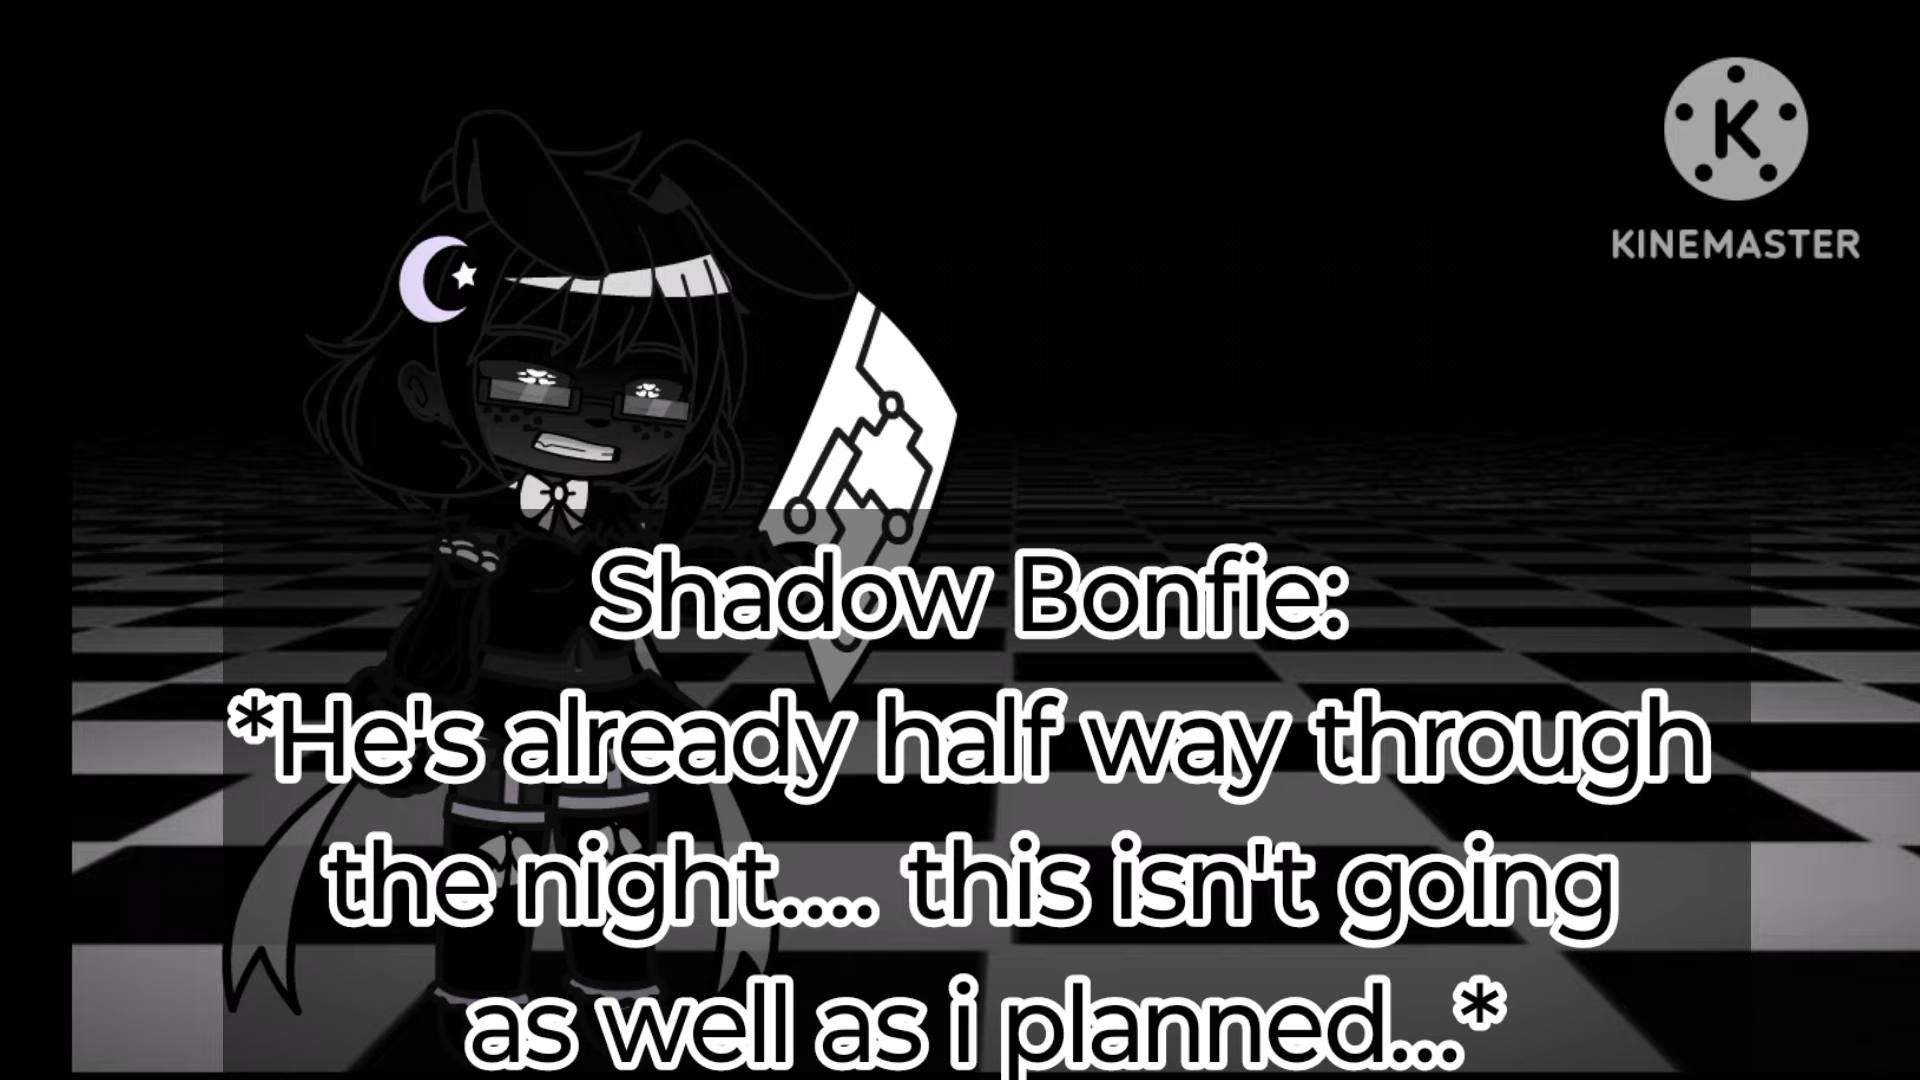 K
KINEMASTER
Shadow Bonfie:
*He's already half way through
the night.... this isn't going
as well as i planned...*